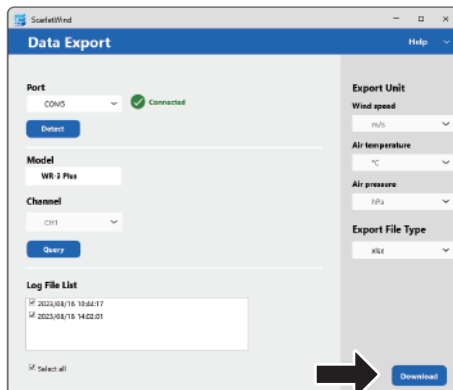 ScarletWind
Data Export
Help
Port
COM5
Connected
Detect
Model
WR-3 Plus
Channel
CH1
Query
Log File List
2023/08/16 10:44:17
2023/08/16 14:02:01
Select all
Export Unit
Wind speed
m/s
Air temperature
°C
Air pressure
hPa
Export File Type
xlsx
Download